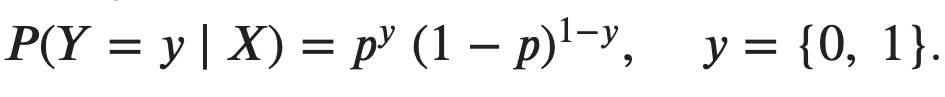 P(Y = y | X) = p^y (1 − p)^{1−y},  y = {0, 1}.